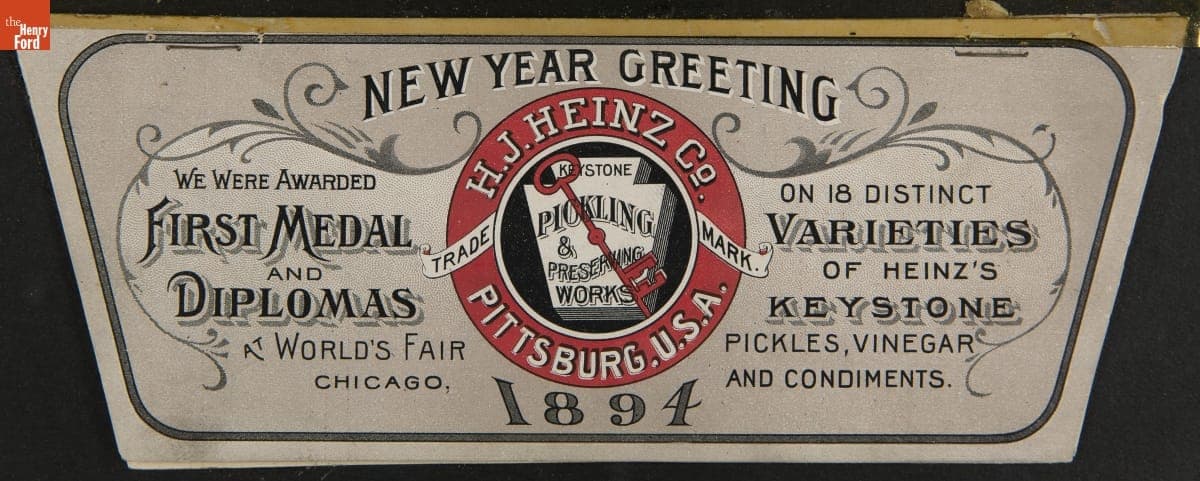 the
Henry
Ford
NEW YEAR GREETING
WE WERE AWARDED
FIRST MEDAL
AND
DIPLOMAS
AT WORLD'S FAIR
CHICAGO,
H.J. HEINZ CO.
KEYSTONE
PICKLING
&
PRESERVING
WORKS
TRADE MARK.
PITTSBURG, U.S.A.
1894
ON 18 DISTINCT
VARIETIES
OF HEINZ'S
KEYSTONE
PICKLES, VINEGAR
AND CONDIMENTS.